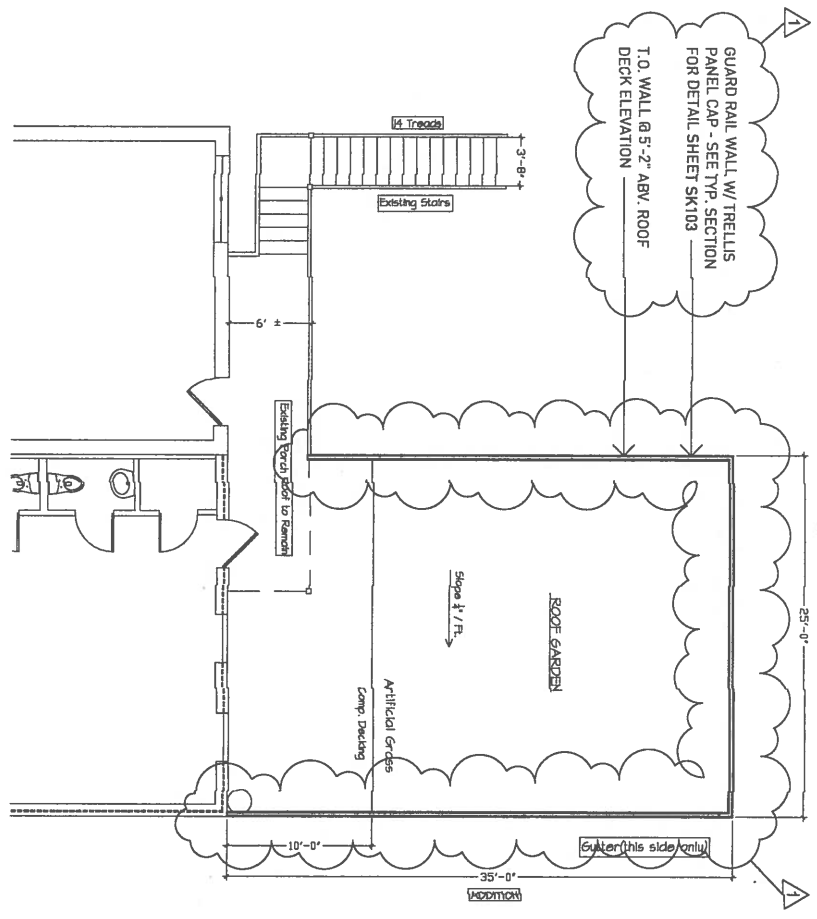 1
GUARD RAIL WALL W/ TRELLIS
PANEL CAP - SEE TYP. SECTION
FOR DETAIL SHEET SK103
T.O. WALL @ 5'-2" ABV. ROOF
DECK ELEVATION
14 Treads
3'-8"
Existing Stairs
6' ±
Existing Porch Roof to Remain
Slope ¼" / Ft.
ROOF GARDEN
25'-0"
Artificial Grass
Comp. Decking
10'-0"
Gutter (this side only)
35'-0"
ADDITION
1